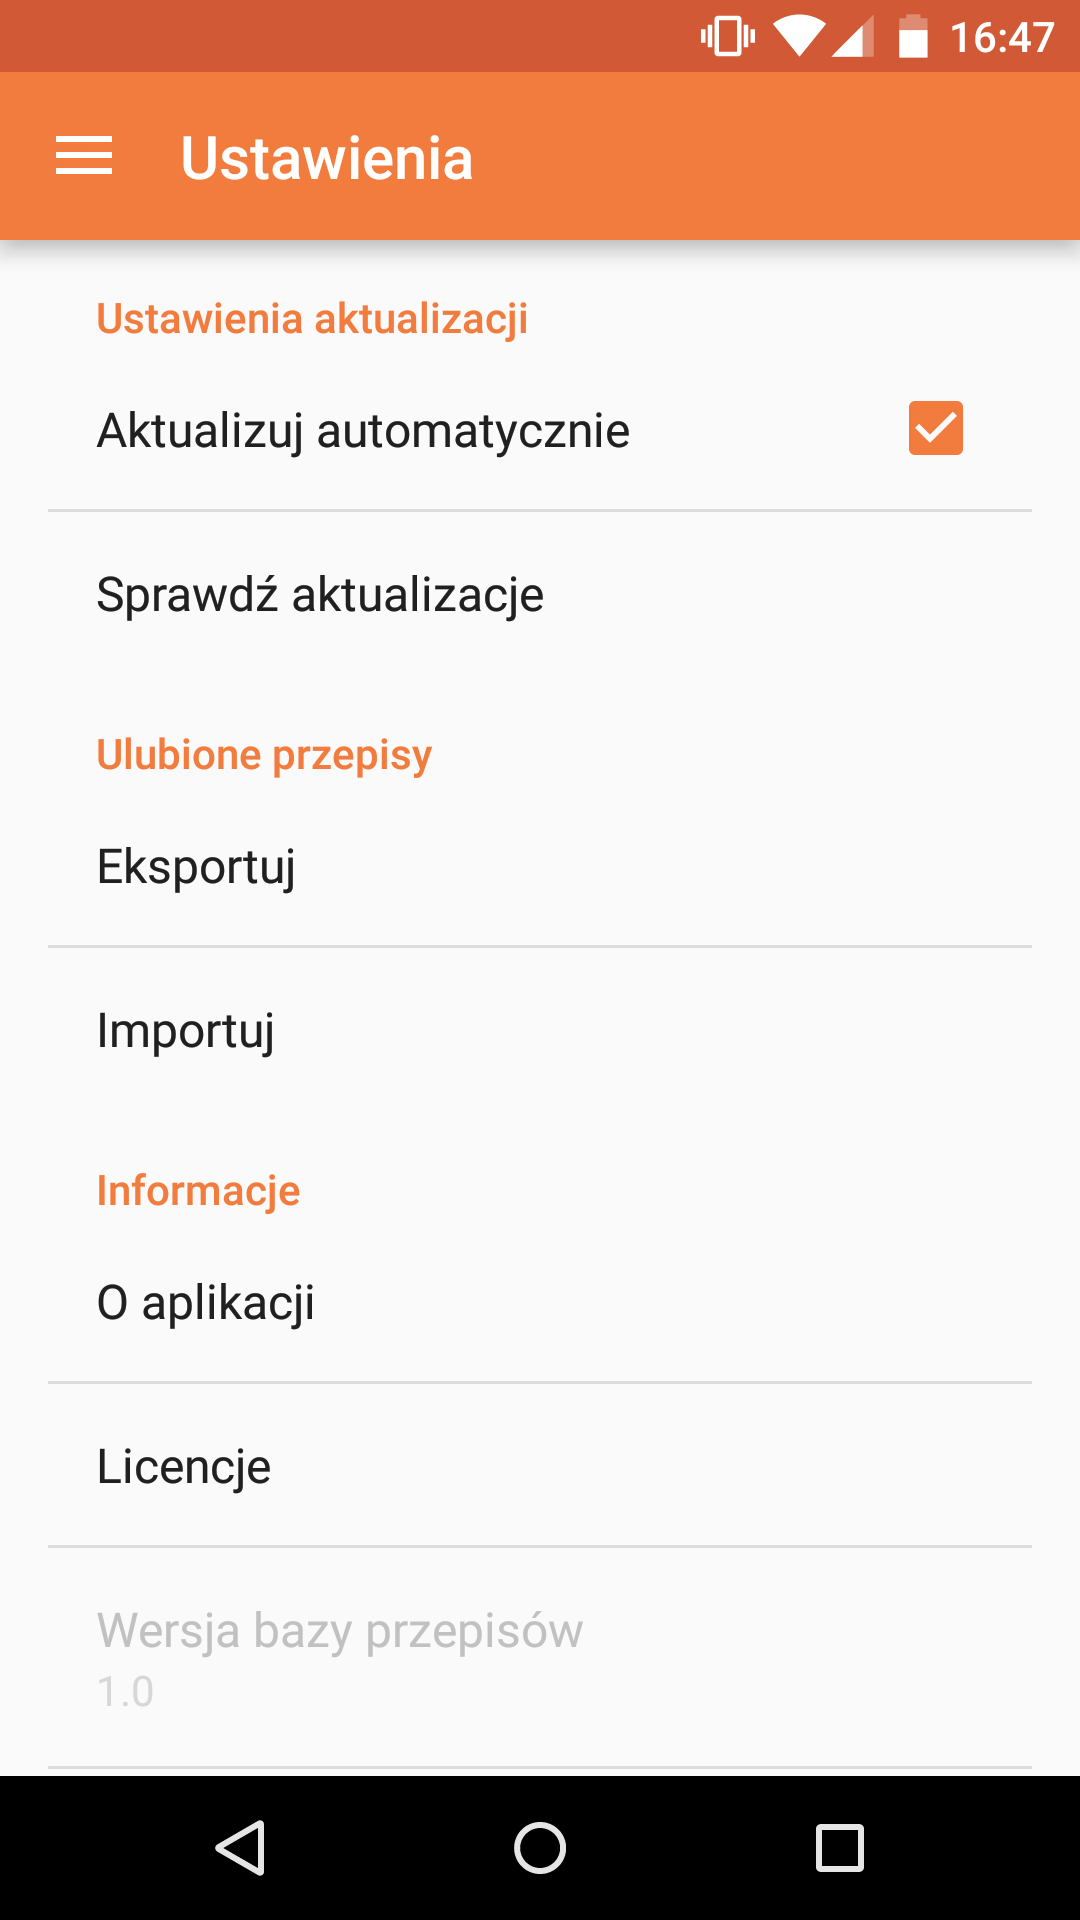 16:47
Ustawienia
Ustawienia aktualizacji
Aktualizuj automatycznie
Sprawdź aktualizacje
Ulubione przepisy
Eksportuj
Importuj
Informacje
O aplikacji
Licencje
Wersja bazy przepisów
1.0